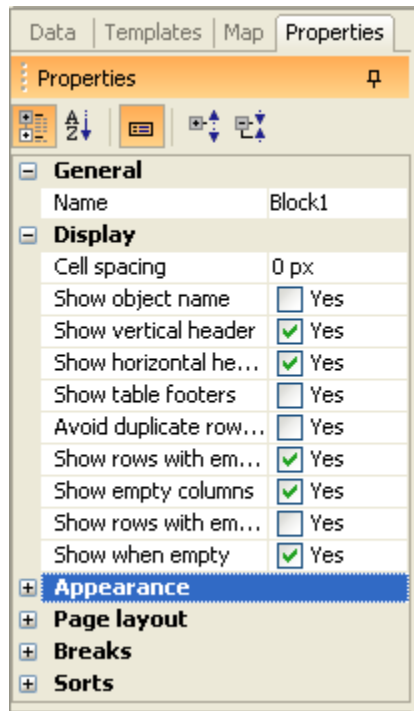 Data Templates Map Properties
Properties
General
Name Block1
Display
Cell spacing 0 px
Show object name Yes
Show vertical header Yes
Show horizontal he... Yes
Show table footers Yes
Avoid duplicate row... Yes
Show rows with em... Yes
Show empty columns Yes
Show rows with em... Yes
Show when empty Yes
Appearance
Page layout
Breaks
Sorts